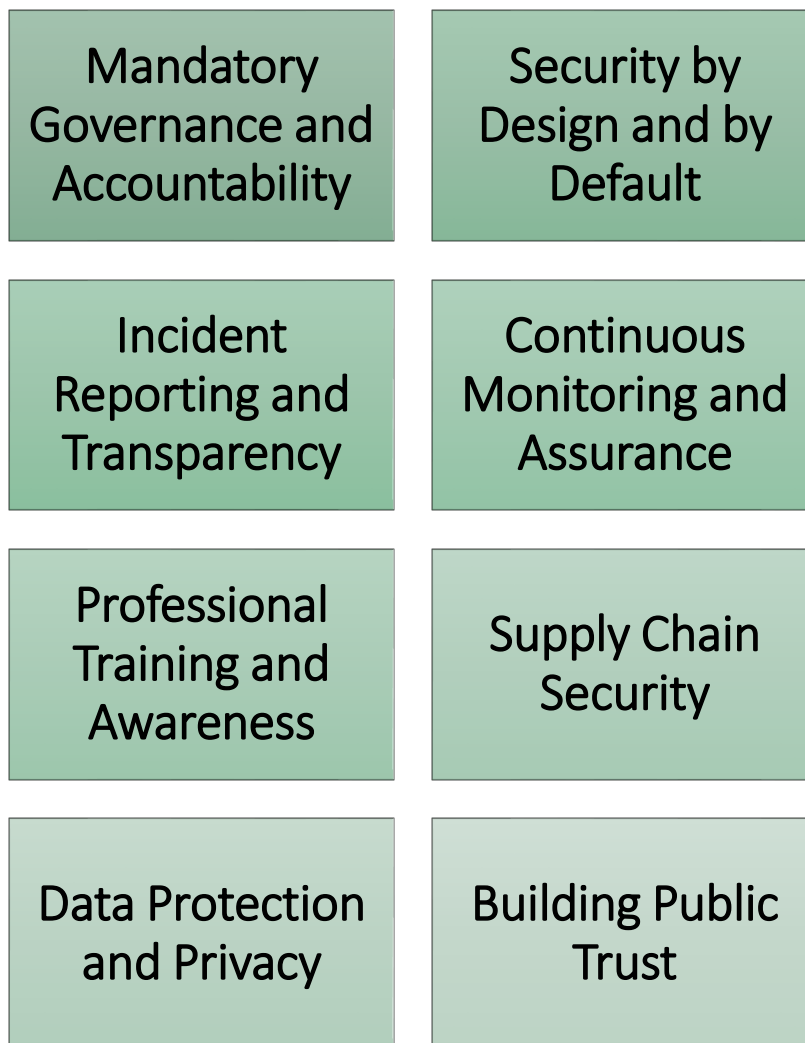 Mandatory
Governance and
Accountability
Security by
Design and by
Default
Incident
Reporting and
Transparency
Continuous
Monitoring and
Assurance
Professional
Training and
Awareness
Supply Chain
Security
Data Protection
and Privacy
Building Public
Trust